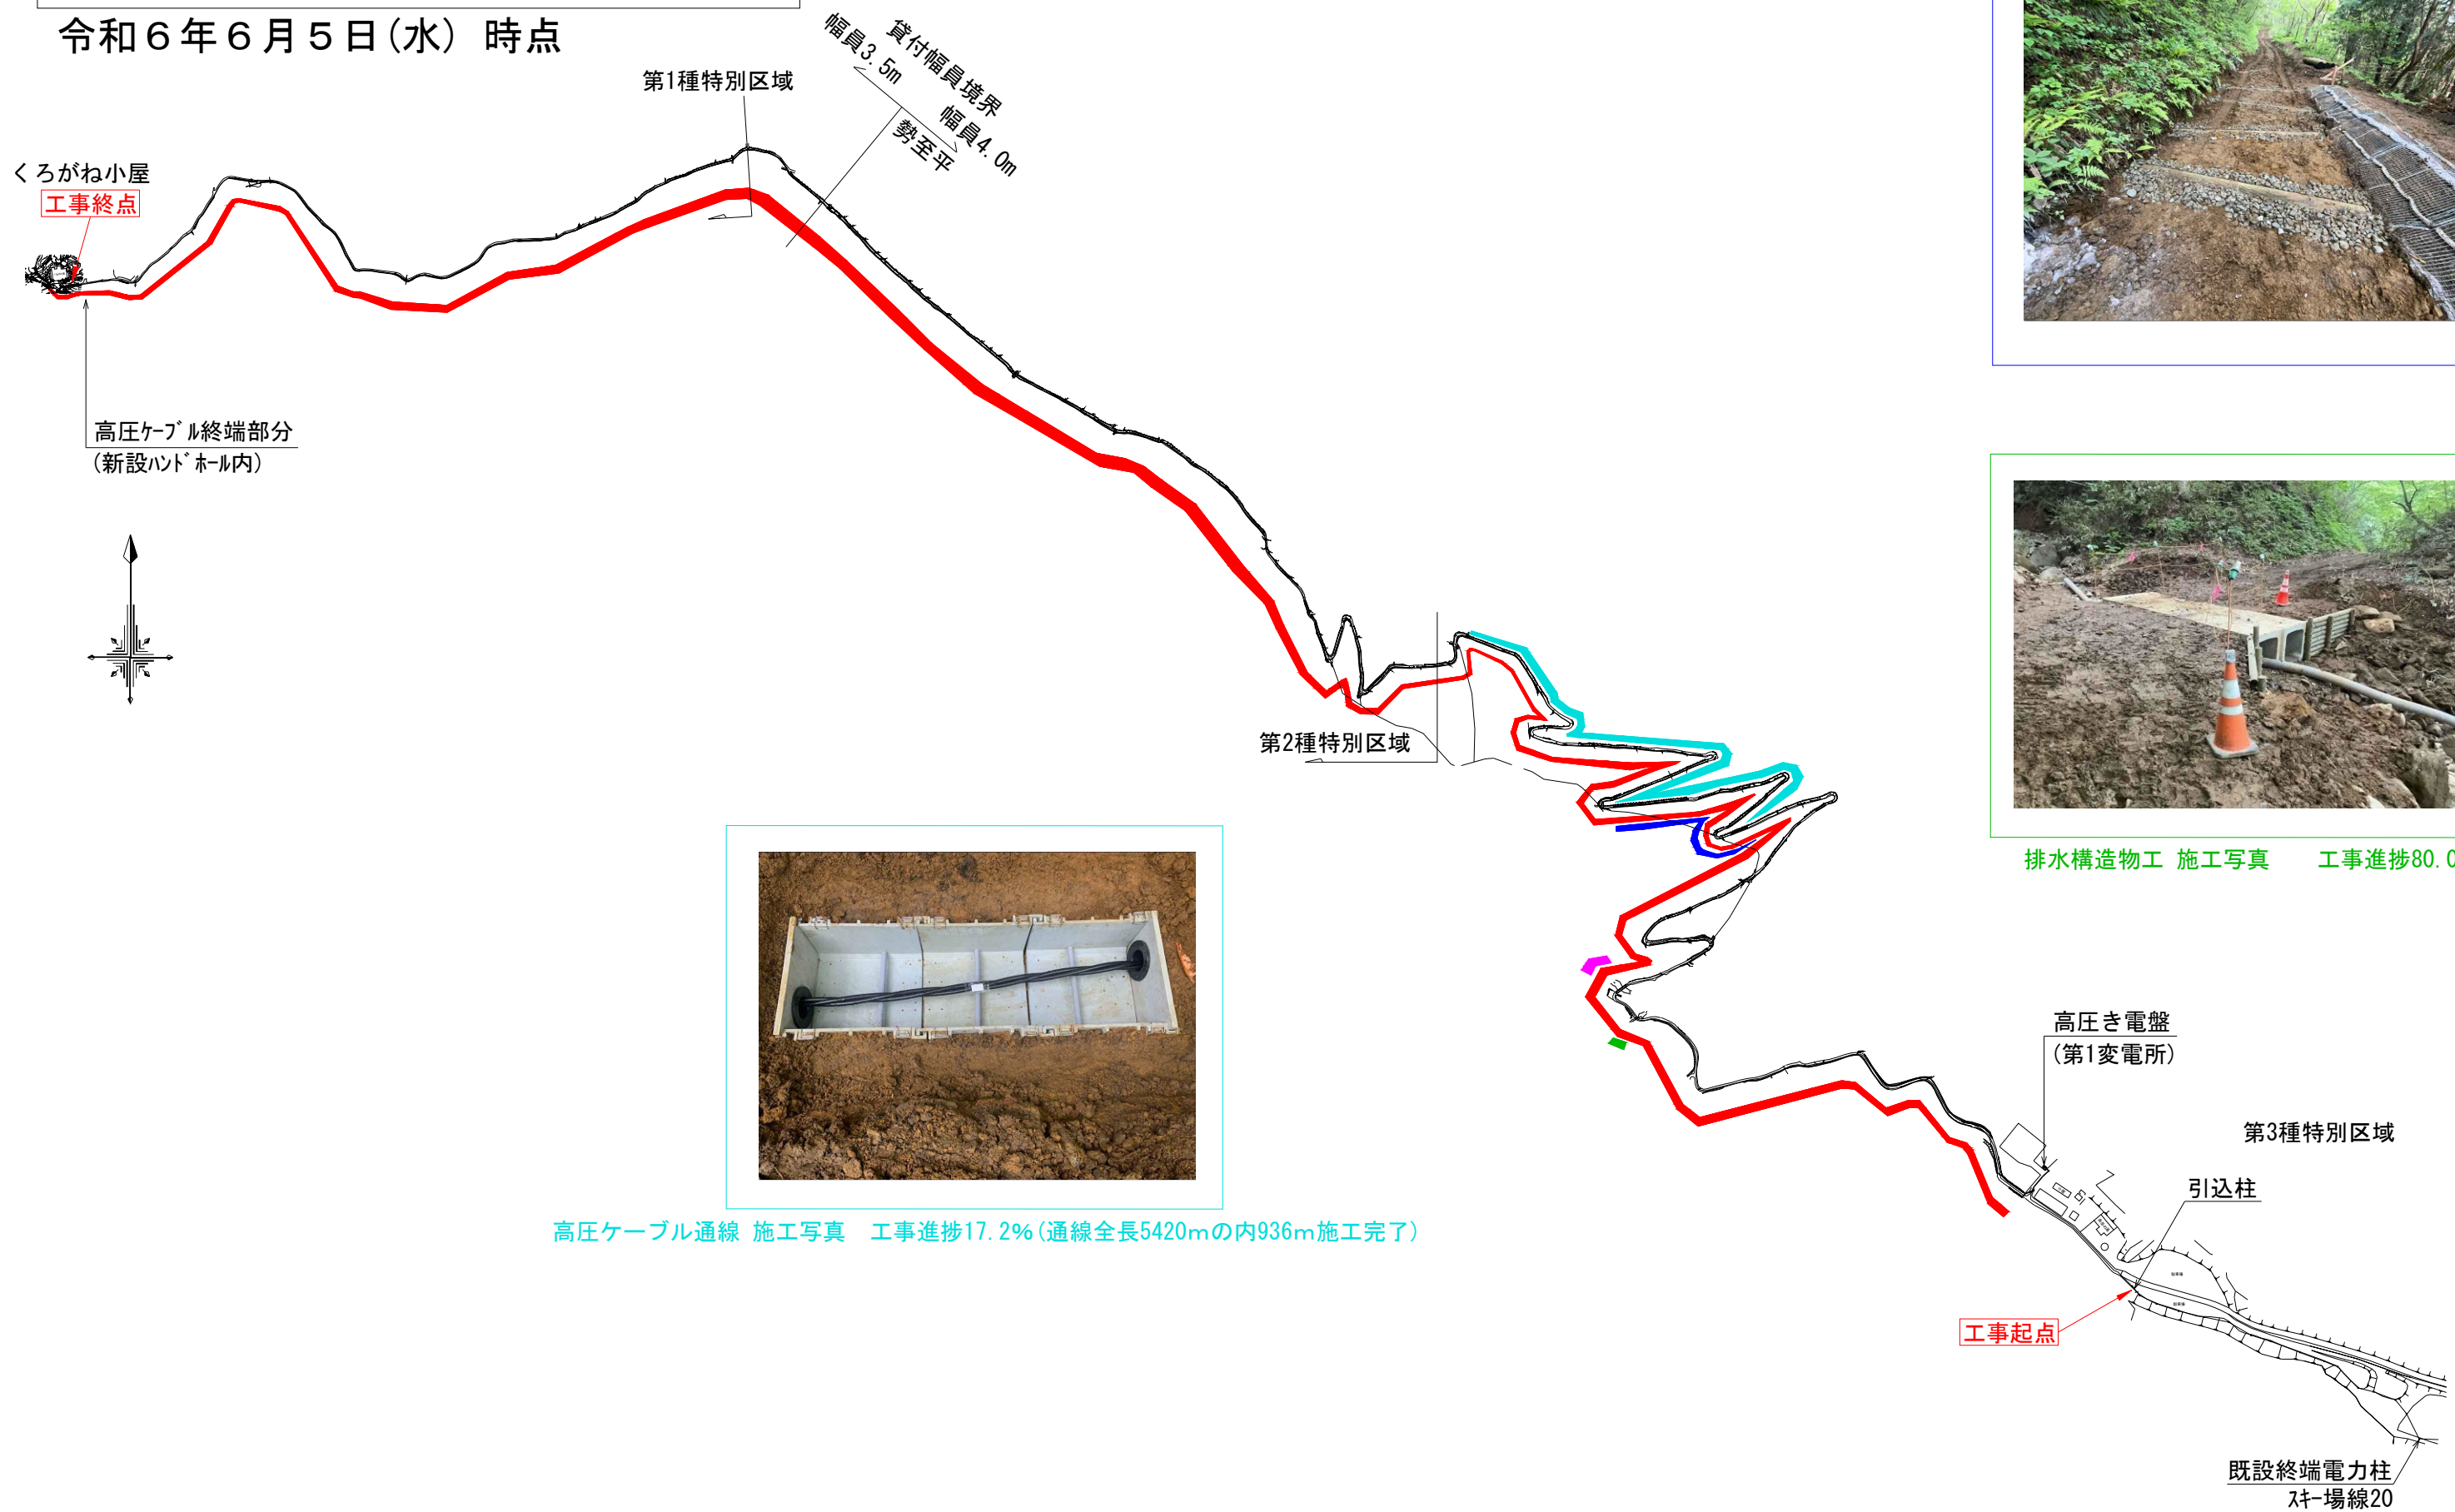 令和６年６月５日(水) 時点
幅員3.5m
貸付幅員境界
幅員4.0m
勢至平
第1種特別区域
くろがね小屋
工事終点
高圧ｹｰﾌﾞﾙ終端部分
(新設ﾊﾝﾄﾞﾎｰﾙ内)
第2種特別区域
排水構造物工 施工写真　　工事進捗80.0
高圧き電盤
(第1変電所)
第3種特別区域
引込柱
高圧ケーブル通線 施工写真　工事進捗17.2%(通線全長5420mの内936m施工完了)
工事起点
既設終端電力柱
ｽｷｰ場線20